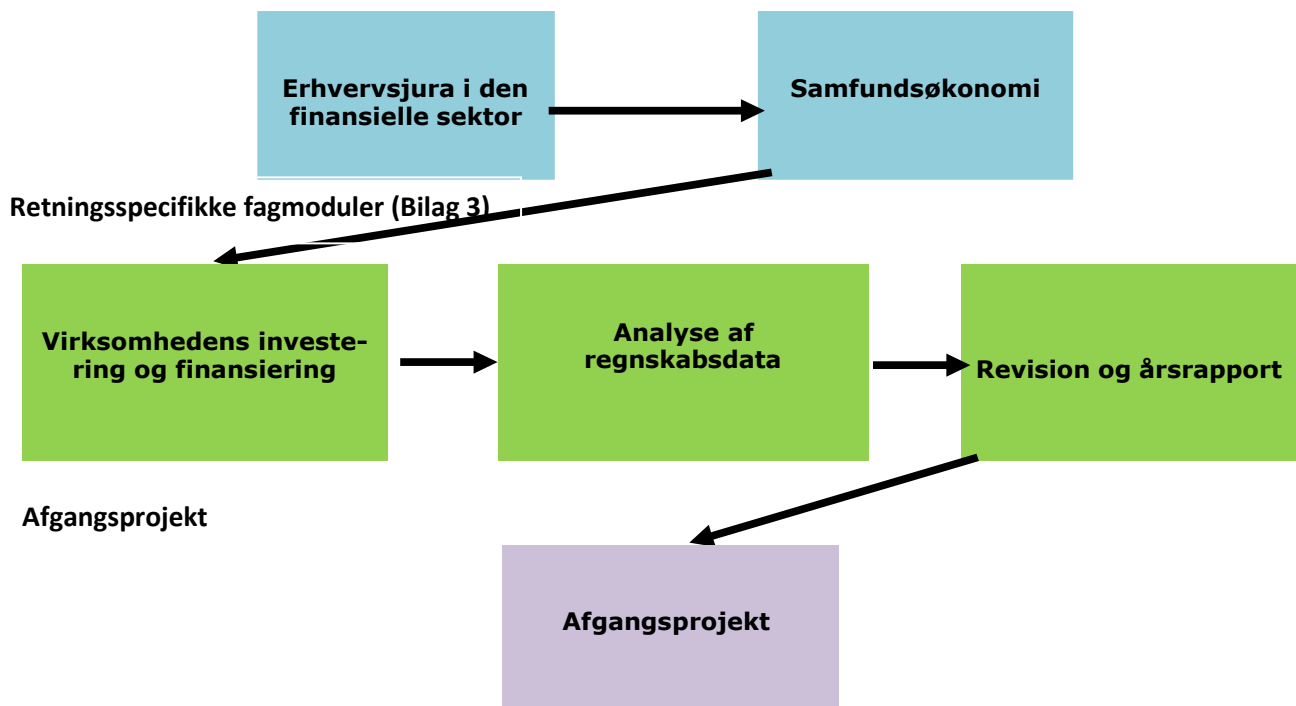 Erhvervsjura i den
finansielle sektor
Samfundsøkonomi
Retningsspecifikke fagmoduler (Bilag 3)
Virksomhedens investe-
ring og finansiering
Analyse af
regnskabsdata
Revision og årsrapport
Afgangsprojekt
Afgangsprojekt